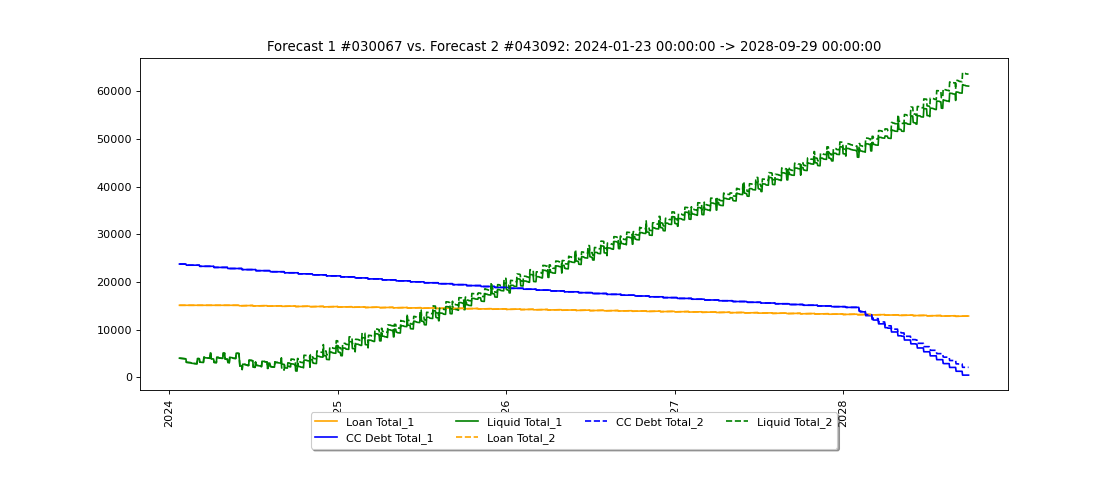 Forecast 1 #030067 vs. Forecast 2 #043092: 2024-01-23 00:00:00 -> 2028-09-29 00:00:00
60000
50000
40000
30000
20000
10000
0
2024
25
26
27
2028
Loan Total_1
Liquid Total_1
CC Debt Total_2
Liquid Total_2
CC Debt Total_1
Loan Total_2